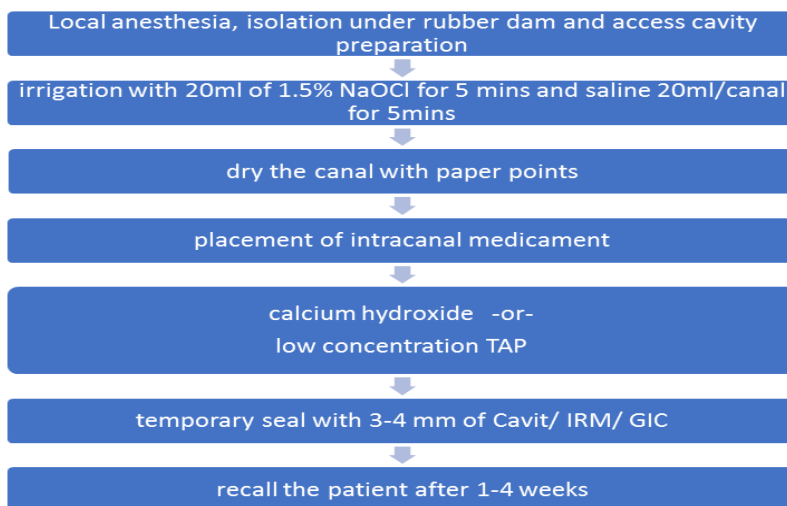 Local anesthesia, isolation under rubber dam and access cavity
preparation
irrigation with 20ml of 1.5% NaOCl for 5 mins and saline 20ml/canal
for 5mins
dry the canal with paper points
placement of intracanal medicament
calcium hydroxide -or-
low concentration TAP
temporary seal with 3-4 mm of Cavit/ IRM/ GIC
recall the patient after 1-4 weeks